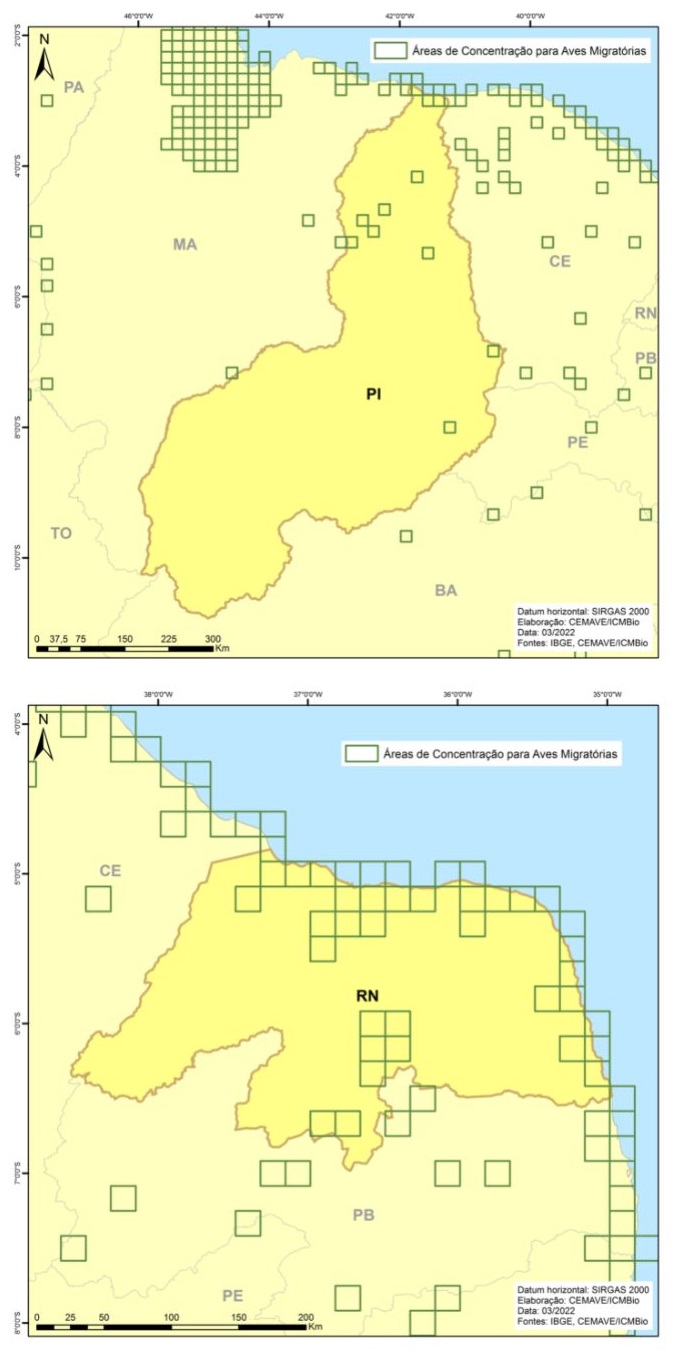 46°0'0"W 44°0'0"W 42°0'0"W 40°0'0"W
2°0'0"S
N
Áreas de Concentração para Aves Migratórias
PA
4°0'0"S
MA
CE
6°0'0"S
RN
PB
PI
8°0'0"S
PE
TO
10°0'0"S
BA
Datum horizontal: SIRGAS 2000
Elaboração: CEMAVE/ICMBio
Data: 03/2022
Fontes: IBGE, CEMAVE/ICMBio
0 37,5 75 150 225 300
Km
38°0'0"W 37°0'0"W 36°0'0"W 35°0'0"W
4°0'0"S
N
Áreas de Concentração para Aves Migratórias
CE
5°0'0"S
RN
6°0'0"S
7°0'0"S
PB
PE
Datum horizontal: SIRGAS 2000
Elaboração: CEMAVE/ICMBio
Data: 03/2022
Fontes: IBGE, CEMAVE/ICMBio
0 25 50 100 150 200
Km
8°0'0"S